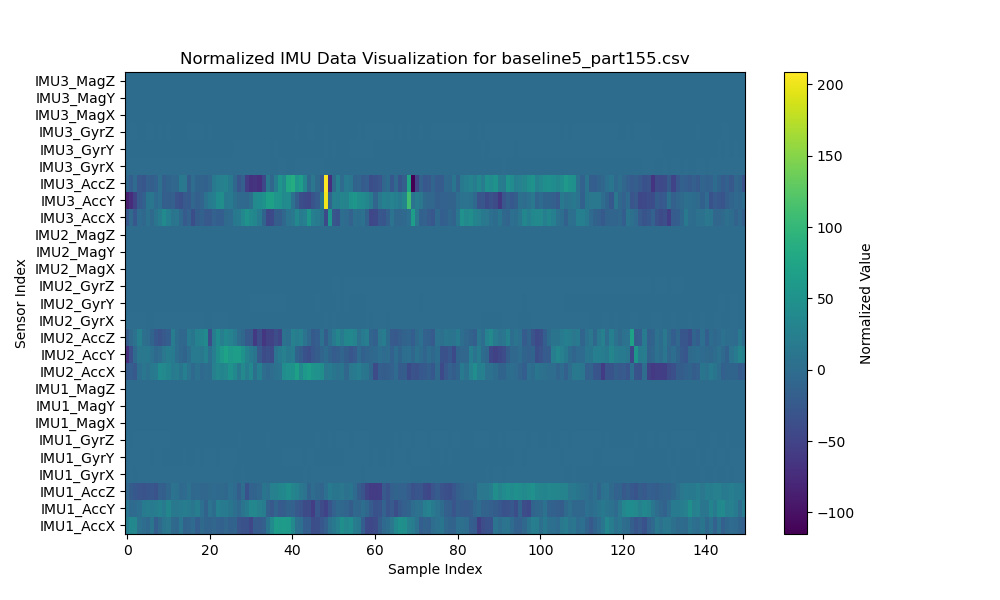 Normalized IMU Data Visualization for baseline5_part155.csv
IMU3_MagZ
IMU3_MagY
IMU3_MagX
IMU3_GyrZ
IMU3_GyrY
IMU3_GyrX
IMU3_AccZ
IMU3_AccY
IMU3_AccX
IMU2_MagZ
IMU2_MagY
IMU2_MagX
IMU2_GyrZ
IMU2_GyrY
IMU2_GyrX
IMU2_AccZ
IMU2_AccY
IMU2_AccX
IMU1_MagZ
IMU1_MagY
IMU1_MagX
IMU1_GyrZ
IMU1_GyrY
IMU1_GyrX
IMU1_AccZ
IMU1_AccY
IMU1_AccX
Sensor Index
0 20 40 60 80 100 120 140
Sample Index
200
150
100
50
0
−50
−100
Normalized Value